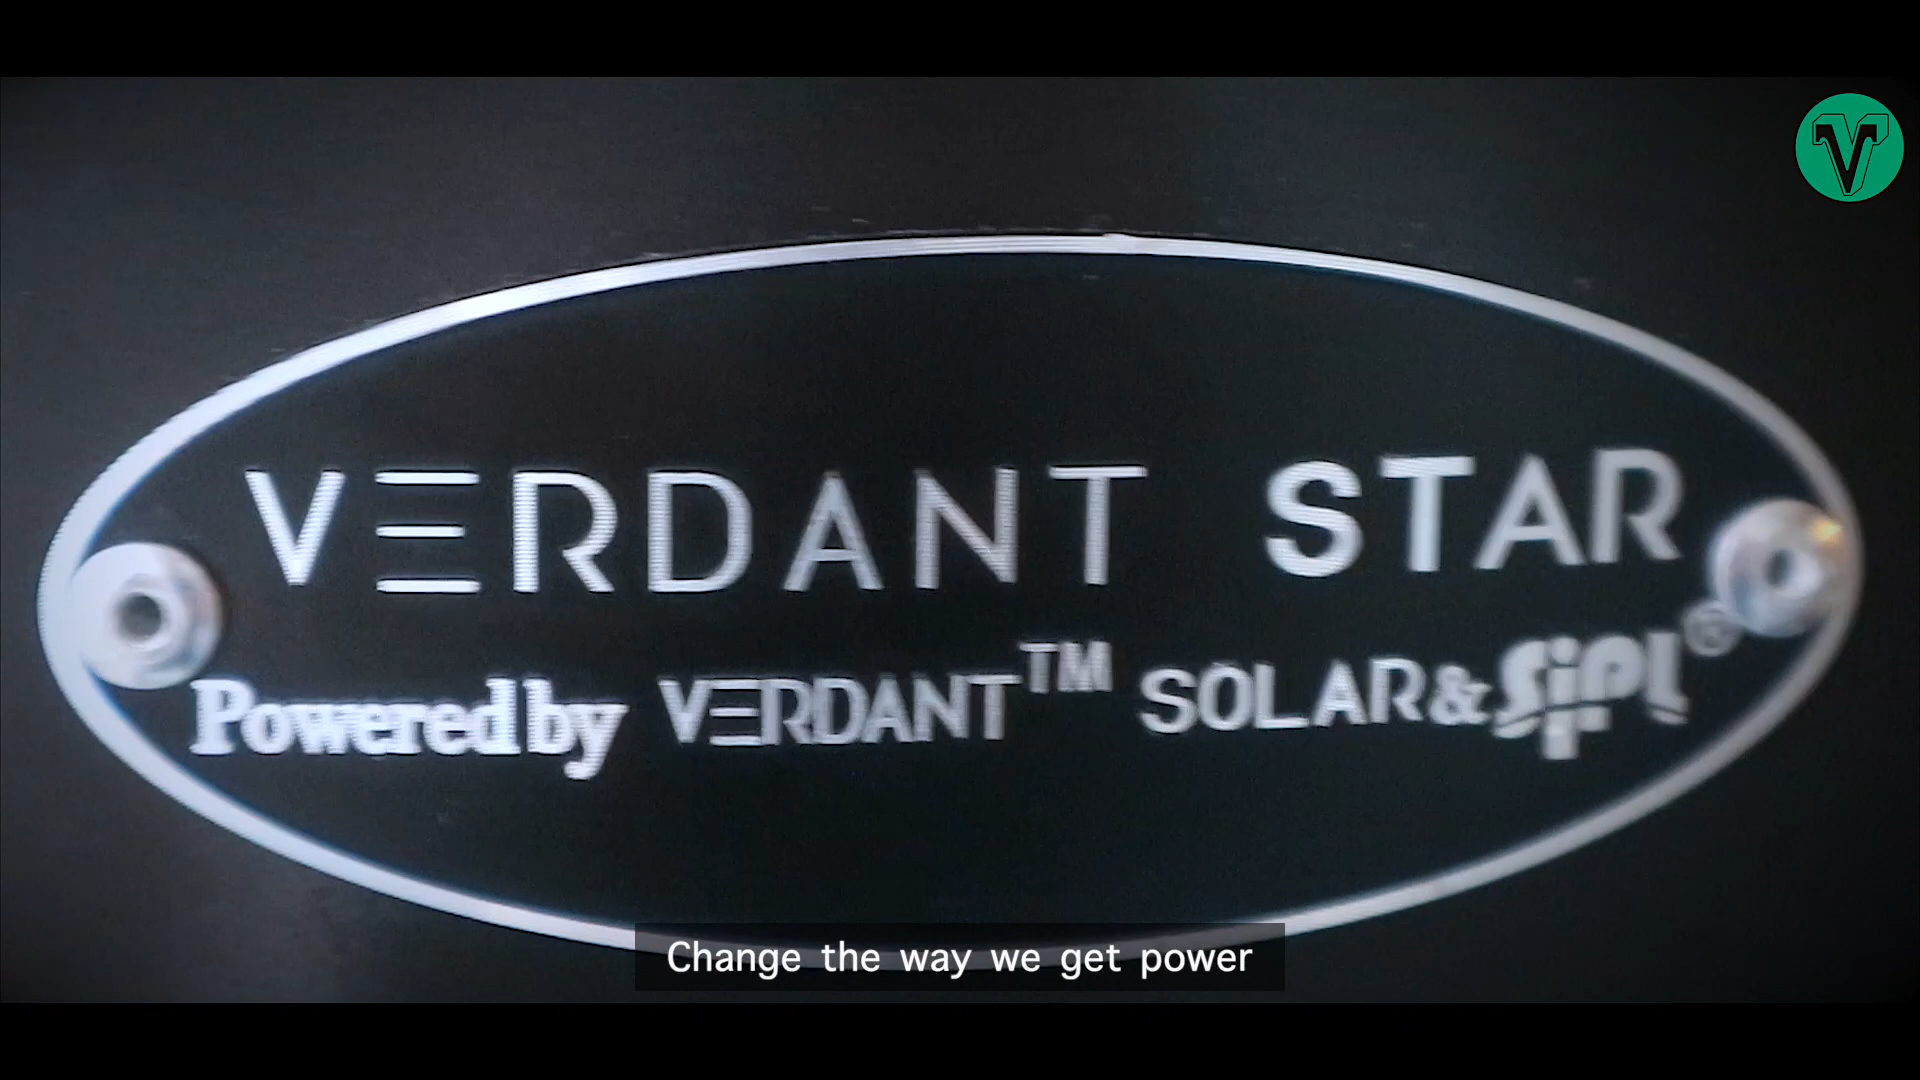 V
VERDANT STAR
Powered by VERDANT™ SOLAR & SiPL®
Change the way we get power